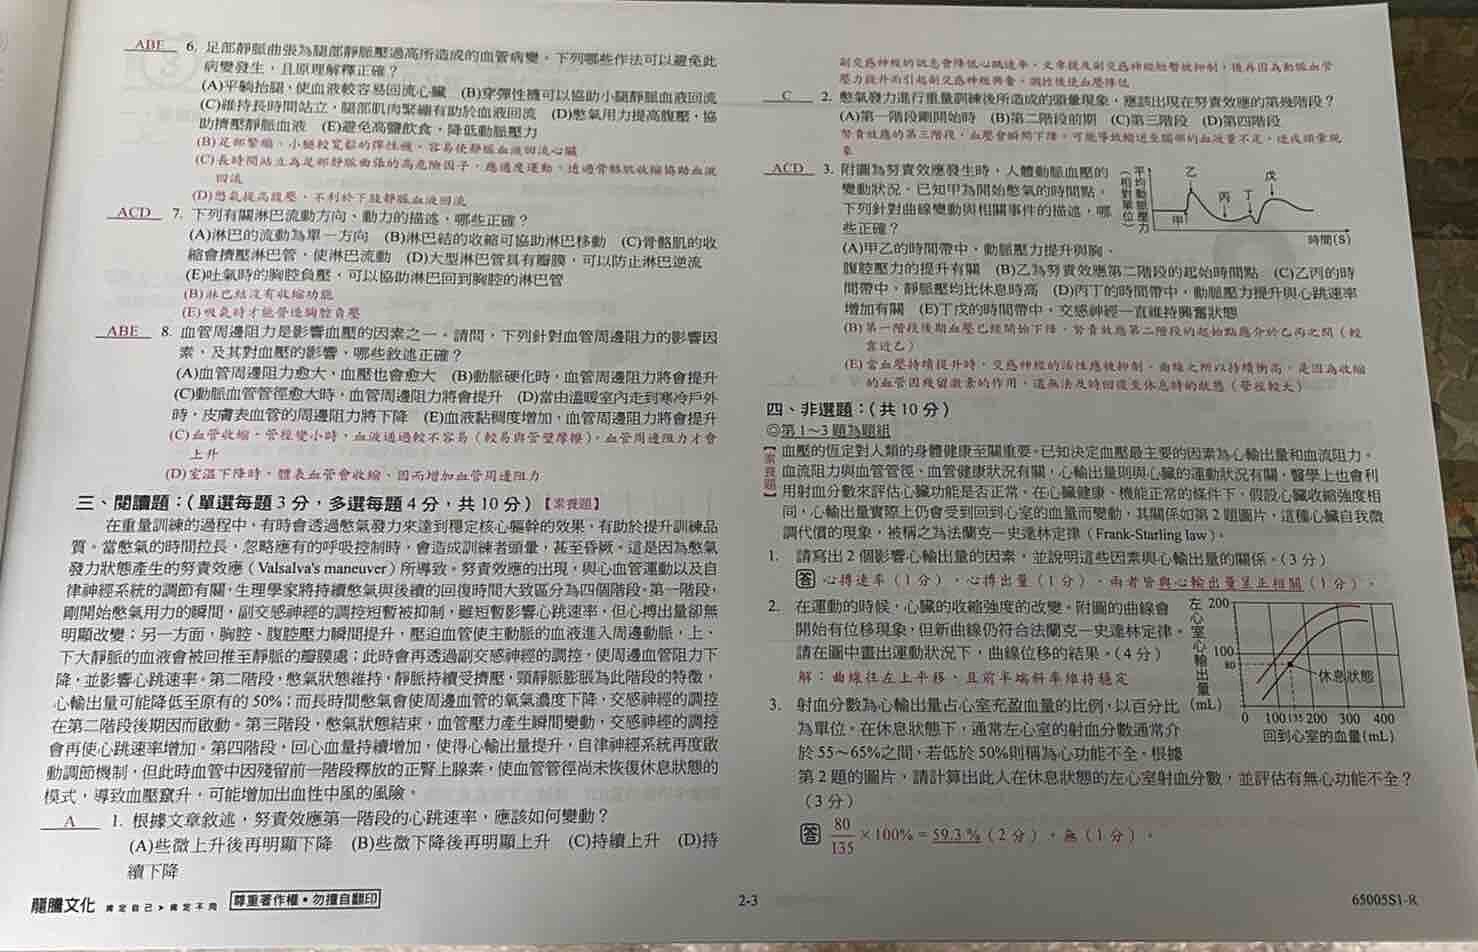 ABE 6. 足部靜脈曲張為腿部靜脈壓過高所造成的血管病變。下列哪些作法可以避免此
病變發生，且原理解釋正確？
(A)平躺抬腿，使血液較容易回流心臟　(B)穿彈性襪可以協助小腿靜脈血液回流
(C)維持長時間站立，腿部肌肉緊繃有助於血液回流　(D)憋氣用力提高腹壓，協
助擠壓靜脈血液　(E)避免高鹽飲食，降低動脈壓力
(B)足部緊縮、小腿較寬鬆的彈性襪，容易使靜脈血液回流心臟
(C)長時間站立為足部靜脈曲張的高危險因子，應適度運動，透過骨骼肌收縮協助血液
回流
(D)憋氣提高腹壓，不利於下肢靜脈血液回流
ACD 7. 下列有關淋巴流動方向、動力的描述，哪些正確？
(A)淋巴的流動為單一方向　(B)淋巴結的收縮可協助淋巴移動　(C)骨骼肌的收
縮會擠壓淋巴管，使淋巴流動　(D)大型淋巴管具有瓣膜，可以防止淋巴逆流
(E)吐氣時的胸腔負壓，可以協助淋巴回到胸腔的淋巴管
(B)淋巴結沒有收縮功能
(E)吸氣時才能營造胸腔負壓
ABE 8. 血管周邊阻力是影響血壓的因素之一。請問，下列針對血管周邊阻力的影響因
素，及其對血壓的影響，哪些敘述正確？
(A)血管周邊阻力愈大，血壓也會愈大　(B)動脈硬化時，血管周邊阻力將會提升
(C)動脈血管管徑愈大時，血管周邊阻力將會提升　(D)當由溫暖室內走到寒冷戶外
時，皮膚表血管的周邊阻力將下降　(E)血液黏稠度增加，血管周邊阻力將會提升
(C)血管收縮，管徑變小時，血液通過較不容易（較易與管壁摩擦），血管周邊阻力才會
上升
(D)室溫下降時，體表血管會收縮，因而增加血管周邊阻力
三、閱讀題：（單選每題 3 分，多選每題 4 分，共 10 分）【素養題】
在重量訓練的過程中，有時會透過憋氣發力來達到穩定核心軀幹的效果，有助於提升訓練品
質。當憋氣的時間拉長，忽略應有的呼吸控制時，會造成訓練者頭暈，甚至昏厥。這是因為憋氣
發力狀態產生的努責效應（Valsalva's maneuver）所導致。努責效應的出現，與心血管運動以及自
律神經系統的調節有關。生理學家將持續憋氣與後續的回復時間大致區分為四個階段。第一階段，
剛開始憋氣用力的瞬間，副交感神經的調控短暫被抑制，雖短暫影響心跳速率，但心搏出量卻無
明顯改變；另一方面，胸腔、腹腔壓力瞬間提升，壓迫血管使主動脈的血液進入周邊動脈，上、
下大靜脈的血液會被回推至靜脈的瓣膜處；此時會再透過副交感神經的調控，使周邊血管阻力下
降，並影響心跳速率。第二階段，憋氣狀態維持，靜脈持續受擠壓，頸靜脈膨脹為此階段的特徵，
心輸出量可能降低至原有的 50%；而長時間憋氣會使周邊血管的氧氣濃度下降，交感神經的調控
在第二階段後期因而啟動。第三階段，憋氣狀態結束，血管壓力產生瞬間變動，交感神經的調控
會再使心跳速率增加。第四階段，回心血量持續增加，使得心輸出量提升，自律神經系統再度啟
動調節機制，但此時血管中因殘留前一階段釋放的正腎上腺素，使血管管徑尚未恢復休息狀態的
模式，導致血壓竄升，可能增加出血性中風的風險。
A 1. 根據文章敘述，努責效應第一階段的心跳速率，應該如何變動？
(A)些微上升後再明顯下降　(B)些微下降後再明顯上升　(C)持續上升　(D)持
續下降
副交感神經的訊息會降低心跳速率，文章提及副交感神經短暫被抑制，後再因為動脈血管
壓力提升而引起副交感神經興奮，調控後使血壓降低
C 2. 憋氣發力進行重量訓練後所造成的頭暈現象，應該出現在努責效應的第幾階段？
(A)第一階段剛開始時　(B)第二階段前期　(C)第三階段　(D)第四階段
努責效應的第三階段，血壓會瞬間下降，可能導致輸送至腦部的血液量不足，造成頭暈現
象
ACD 3. 附圖為努責效應發生時，人體動脈血壓的
變動狀況。已知甲為開始憋氣的時間點，
下列針對曲線變動與相關事件的描述，哪
些正確？
(A)甲乙的時間帶中，動脈壓力提升與胸、
腹腔壓力的提升有關　(B)乙為努責效應第二階段的起始時間點　(C)乙丙的時
間帶中，靜脈壓均比休息時高　(D)丙丁的時間帶中，動脈壓力提升與心跳速率
增加有關　(E)丁戊的時間帶中，交感神經一直維持興奮狀態
平均動脈壓力
（相對單位）
甲
乙
丙
丁
戊
時間(S)
(B)第一階段後期血壓已經開始下降，努責效應第二階段的起始點應介於乙丙之間（較
靠近乙）
(E)當血壓持續提升時，交感神經的活性應被抑制，曲線之所以持續衝高，是因為收縮
的血管因殘留激素的作用，還無法及時回復至休息時的狀態（管徑較大）
四、非選題：（共 10 分）
◎第 1～3 題為題組
【素養題】
血壓的恆定對人類的身體健康至關重要。已知決定血壓最主要的因素為心輸出量和血流阻力。
血流阻力與血管管徑、血管健康狀況有關，心輸出量則與心臟的運動狀況有關，醫學上也會利
用射血分數來評估心臟功能是否正常。在心臟健康、機能正常的條件下，假設心臟收縮強度相
同，心輸出量實際上仍會受到回到心室的血量而變動，其關係如第 2 題圖片，這種心臟自我微
調代償的現象，被稱之為法蘭克－史達林定律（Frank-Starling law）。
1. 請寫出 2 個影響心輸出量的因素，並說明這些因素與心輸出量的關係。（3 分）
答 心搏速率（1 分）、心搏出量（1 分），兩者皆與心輸出量呈正相關（1 分）。
2. 在運動的時候，心臟的收縮強度的改變，附圖的曲線會
開始有位移現象，但新曲線仍符合法蘭克－史達林定律。
請在圖中畫出運動狀況下，曲線位移的結果。（4 分）
解：曲線往左上平移，且前半端斜率維持穩定
左心室心輸出量(mL)
200
100
80
0 100 135 200 300 400
休息狀態
回到心室的血量(mL)
3. 射血分數為心輸出量占心室充盈血量的比例，以百分比
為單位。在休息狀態下，通常左心室的射血分數通常介
於 55～65%之間，若低於 50%則稱為心功能不全。根據
第 2 題的圖片，請計算出此人在休息狀態的左心室射血分數，並評估有無心功能不全？
（3 分）
答 80/135 ×100%＝59.3 %（2 分），無（1 分）。
龍騰文化 肯定自己 > 肯定不同 尊重著作權・勿擅自翻印
2-3
65005S1-R